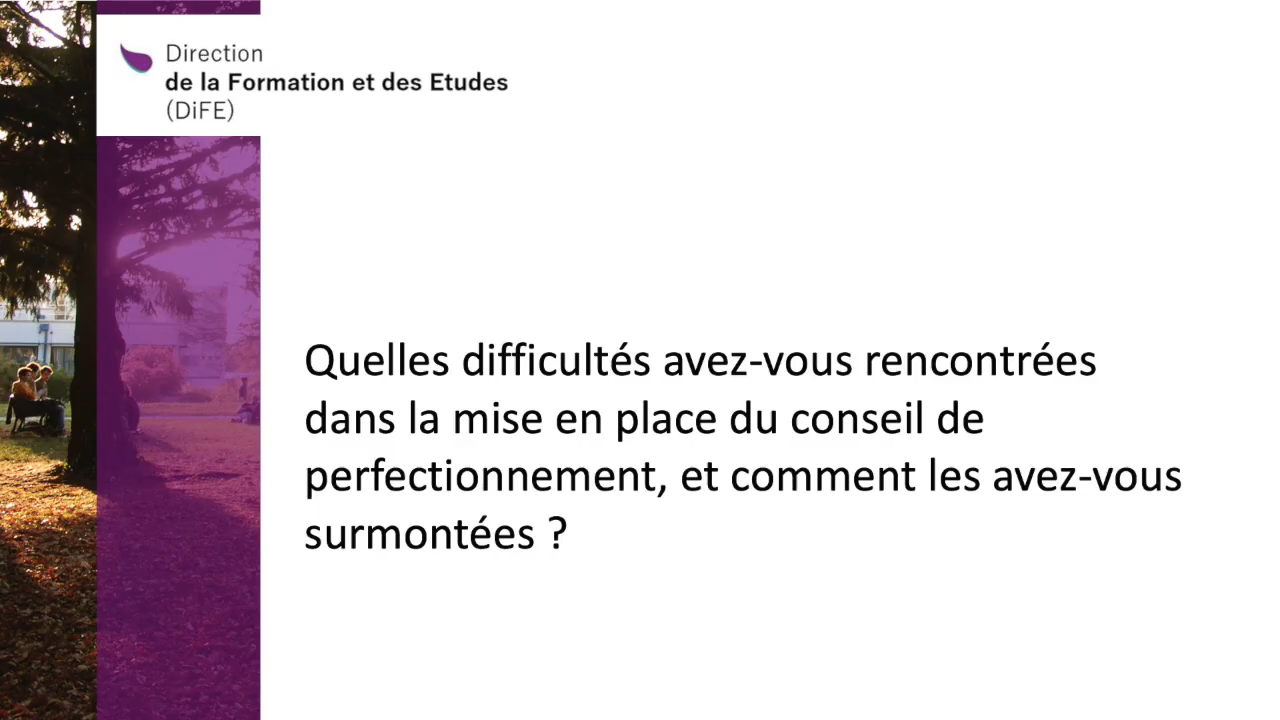 Direction
de la Formation et des Etudes
(DiFE)
Quelles difficultés avez-vous rencontrées
dans la mise en place du conseil de
perfectionnement, et comment les avez-vous
surmontées ?